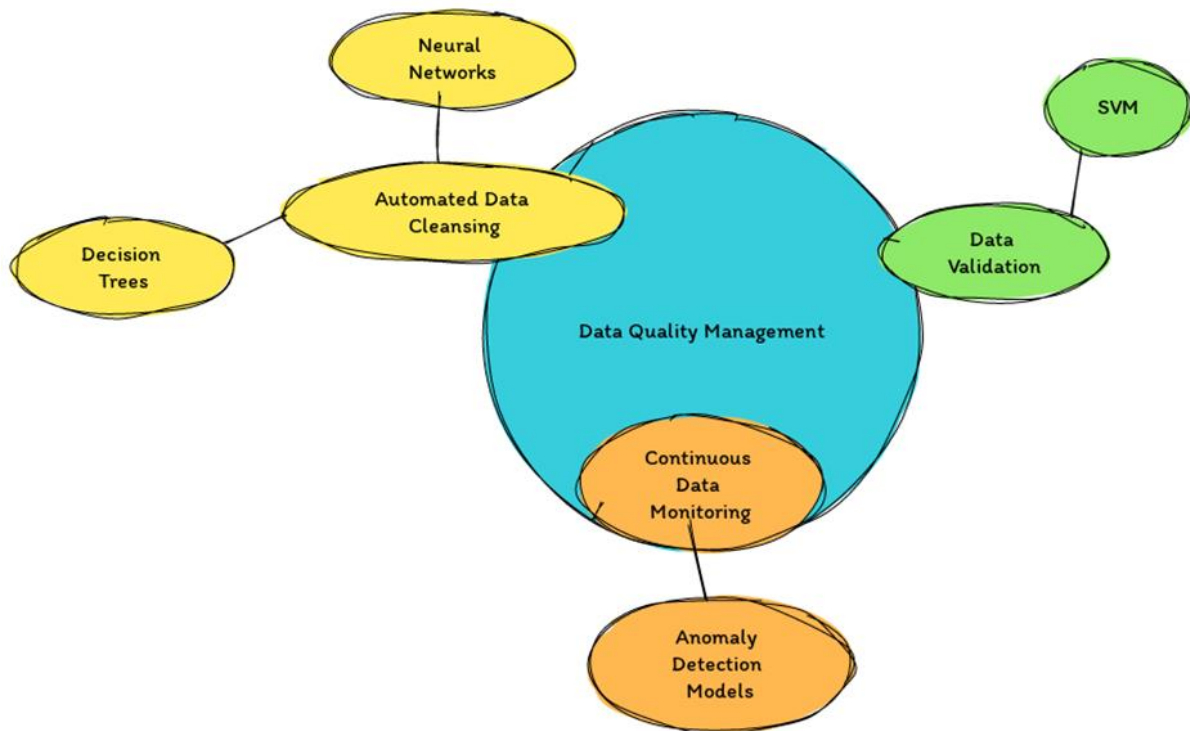 Neural
Networks
SVM
Automated Data
Cleansing
Decision
Trees
Data
Validation
Data Quality Management
Continuous
Data
Monitoring
Anomaly
Detection
Models